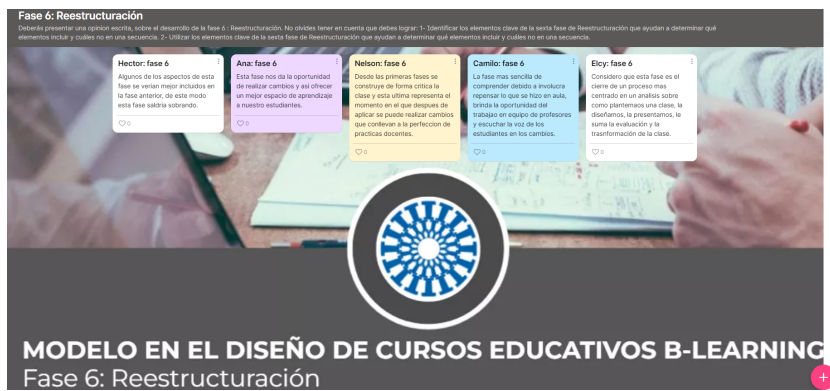 Fase 6: Reestructuración
Deberás presentar una opinion escrita, sobre el desarrollo de la fase 6 : Reestructuración. No olvides tener en cuenta que debes lograr: 1- Identificar los elementos clave de la sexta fase de Reestructuración que ayudan a determinar qué
elementos incluir y cuáles no en una secuencia. 2- Utilizar los elementos clave de la sexta fase de Reestructuración que ayudan a determinar qué elementos incluir y cuáles no en una secuencia.
Hector: fase 6
Algunos de los aspectos de esta
fase se verían mejor incluidos en
la fase anterior, de este modo
esta fase saldría sobrando.
0
Ana: fase 6
Esta fase nos da la oportunidad
de realizar cambios y asi ofrecer
un mejor espacio de aprendizaje
a nuestro estudiantes.
0
Nelson: fase 6
Desde las primeras fases se
construye de forma critica la
clase y esta ultima representa el
momento en el que despues de
aplicar se puede realizar cambios
que conllevan a la perfeccion de
practicas docentes.
0
Camilo: fase 6
La fase mas sencilla de
comprender debido a involucra
repensar lo que se hizo en aula,
brinda la oportunidad del
trabajao en equipo de profesores
y escuchar la voz de los
estudiantes en los cambios.
0
Elcy: fase 6
Considero que esta fase es el
cierre de un proceso mas
centrado en un analisis sobre
como plantemaos una clase, la
diseñamos, la presentamos, le
suma la evaluación y la
trasnformación de la clase.
0
MODELO EN EL DISEÑO DE CURSOS EDUCATIVOS B-LEARNING
Fase 6: Reestructuración